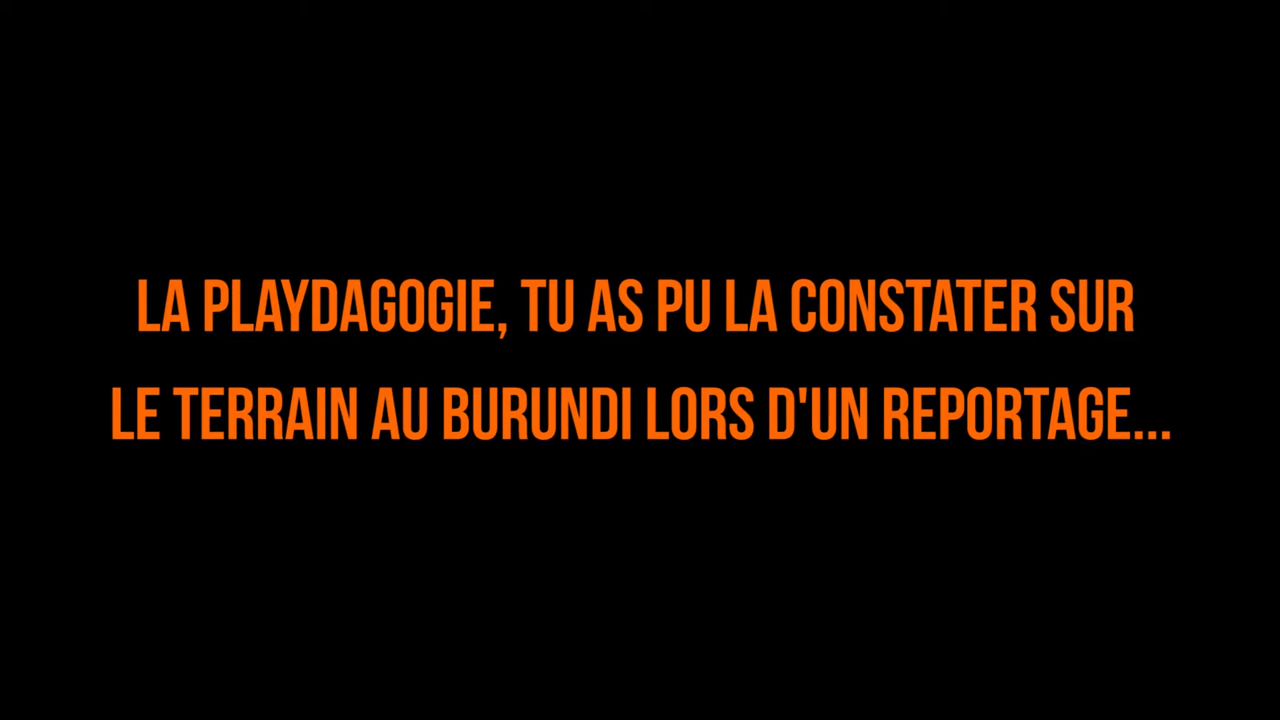 LA PLAYDAGOGIE, TU AS PU LA CONSTATER SUR
LE TERRAIN AU BURUNDI LORS D'UN REPORTAGE...